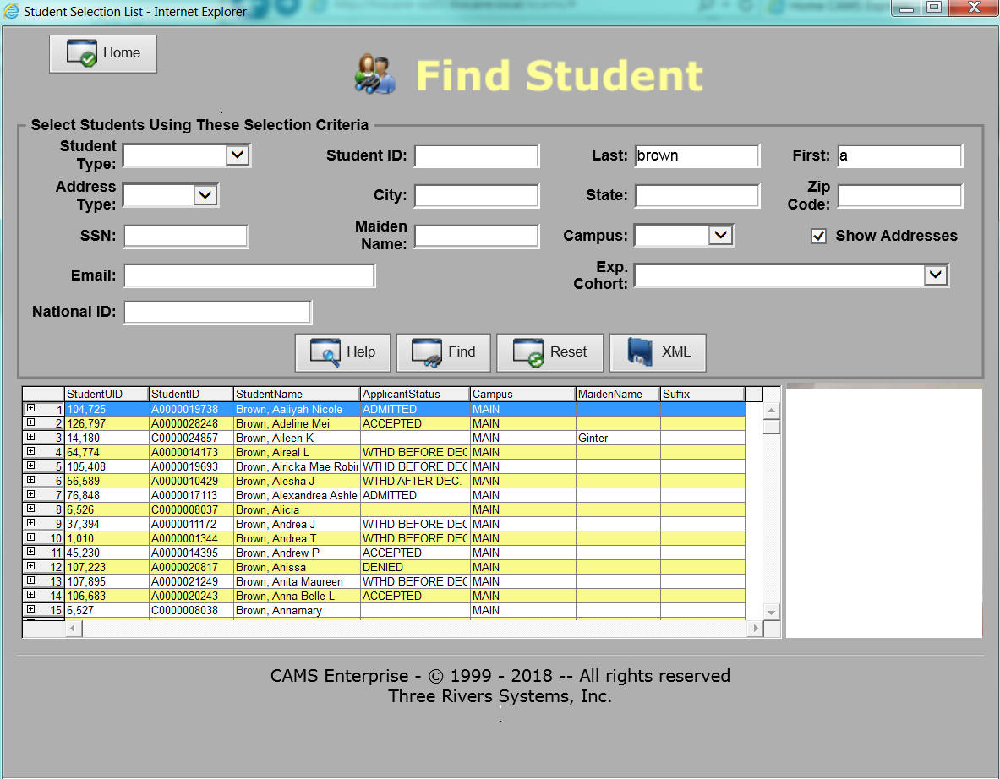 Student Selection List - Internet Explorer
Home
Find Student
Select Students Using These Selection Criteria
Student Type: Student ID: Last: brown First: a
Address Type: City: State: Zip Code:
SSN: Maiden Name: Campus: Show Addresses
Email: Exp. Cohort:
National ID:
Help Find Reset XML
StudentUID StudentID StudentName ApplicantStatus Campus MaidenName Suffix
1 104,725 A0000019738 Brown, Aaliyah Nicole ADMITTED MAIN
2 126,797 A0000028248 Brown, Adeline Mei ACCEPTED MAIN
3 14,180 C0000024857 Brown, Aileen K MAIN Ginter
4 64,774 A0000014173 Brown, Aireal L WTHD BEFORE DEC MAIN
5 105,408 A0000019693 Brown, Airicka Mae Robin WTHD BEFORE DEC MAIN
6 56,589 A0000010429 Brown, Alesha J WTHD AFTER DEC. MAIN
7 76,848 A0000017113 Brown, Alexandrea Ashle ADMITTED MAIN
8 6,526 C0000008037 Brown, Alicia MAIN
9 37,394 A0000011172 Brown, Andrea J WTHD BEFORE DEC MAIN
10 1,010 A0000001344 Brown, Andrea T WTHD BEFORE DEC MAIN
11 45,230 A0000014395 Brown, Andrew P ACCEPTED MAIN
12 107,223 A0000020817 Brown, Anissa DENIED MAIN
13 107,895 A0000021249 Brown, Anita Maureen WTHD BEFORE DEC MAIN
14 106,683 A0000020243 Brown, Anna Belle L ACCEPTED MAIN
15 6,527 C0000008038 Brown, Annamary MAIN
CAMS Enterprise - © 1999 - 2018 -- All rights reserved
Three Rivers Systems, Inc.